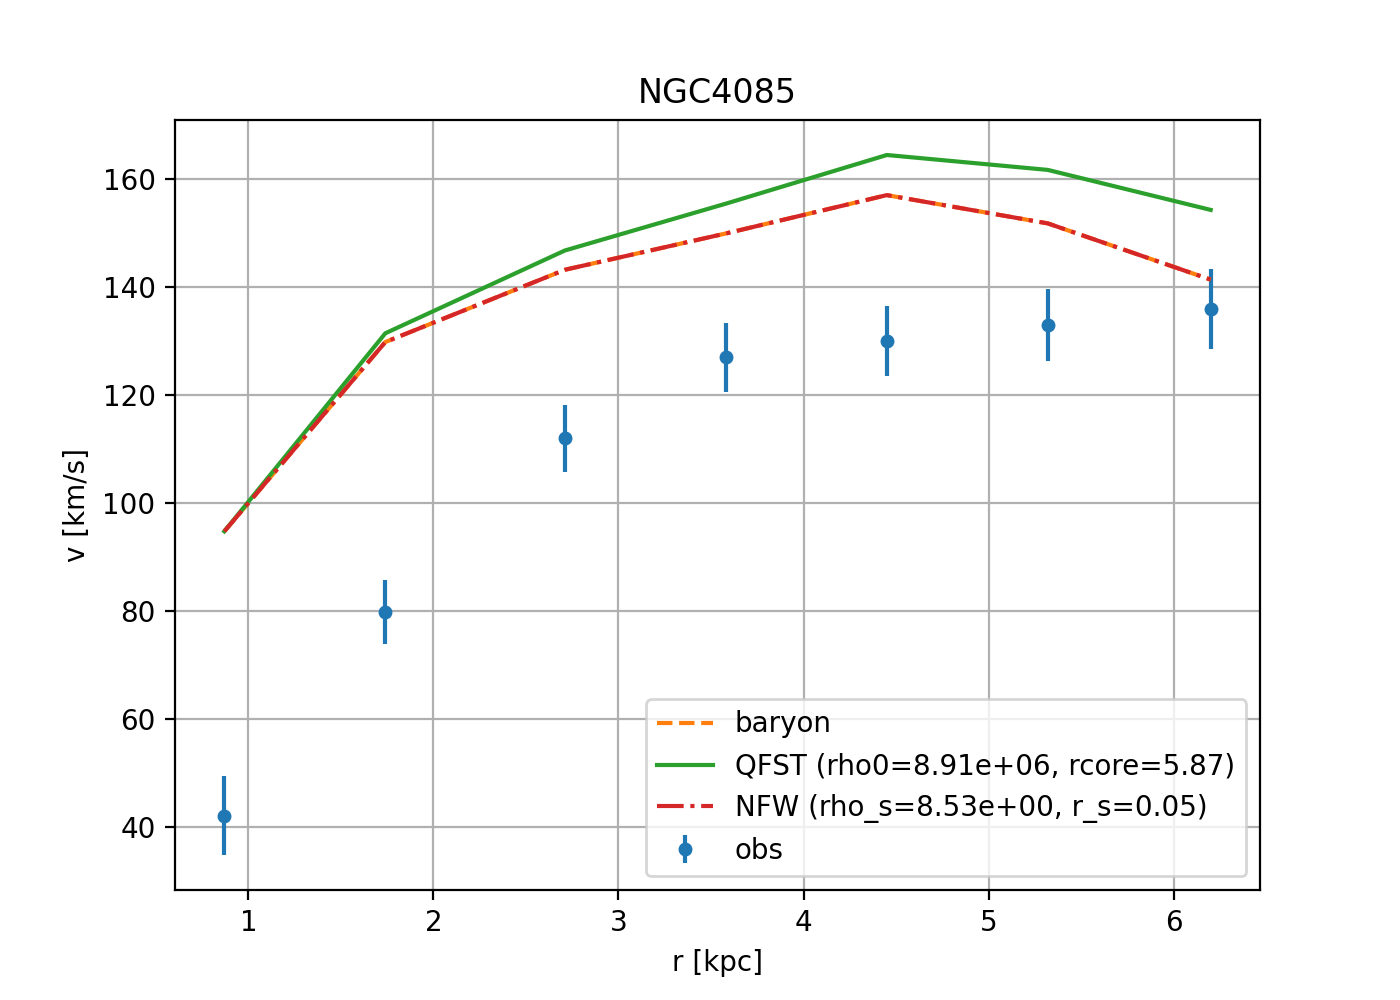 NGC4085
160
140
120
100
80
60
40
v [km/s]
baryon
QFST (rho0=8.91e+06, rcore=5.87)
NFW (rho_s=8.53e+00, r_s=0.05)
obs
1 2 3 4 5 6
r [kpc]